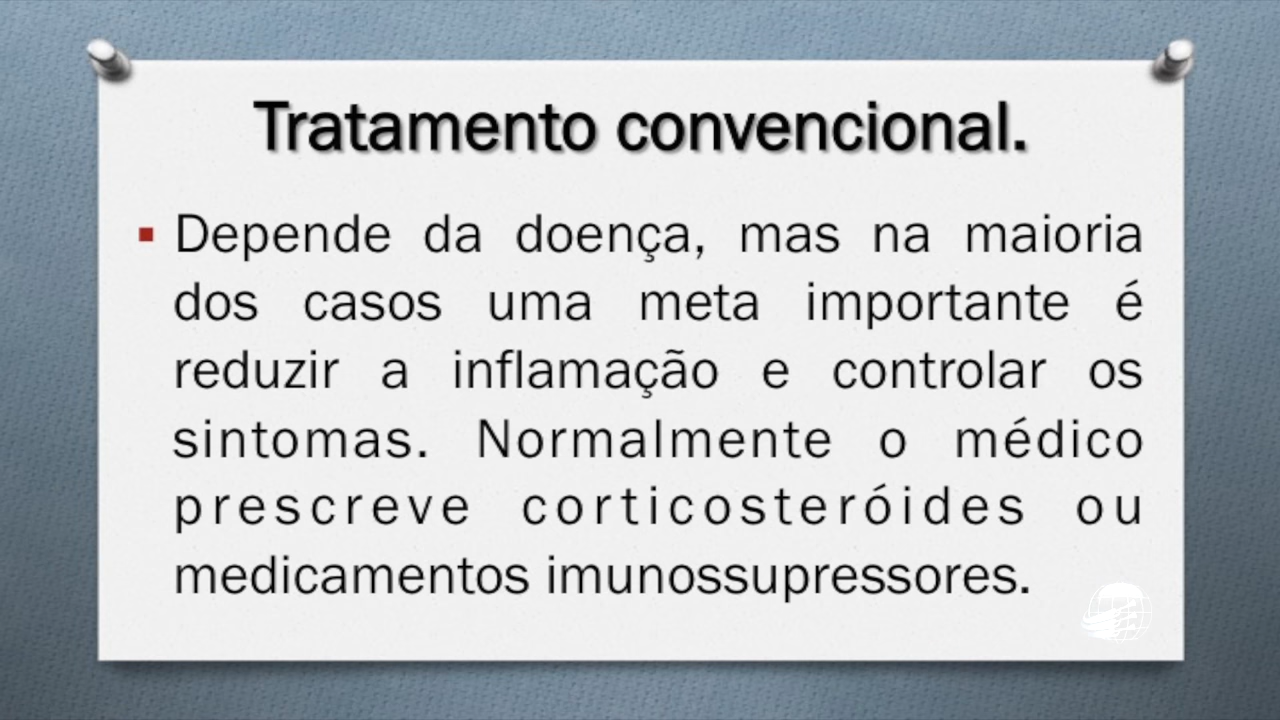 Tratamento convencional.
Depende da doença, mas na maioria
dos casos uma meta importante é
reduzir a inflamação e controlar os
sintomas. Normalmente o médico
prescreve corticosteróides ou
medicamentos imunossupressores.